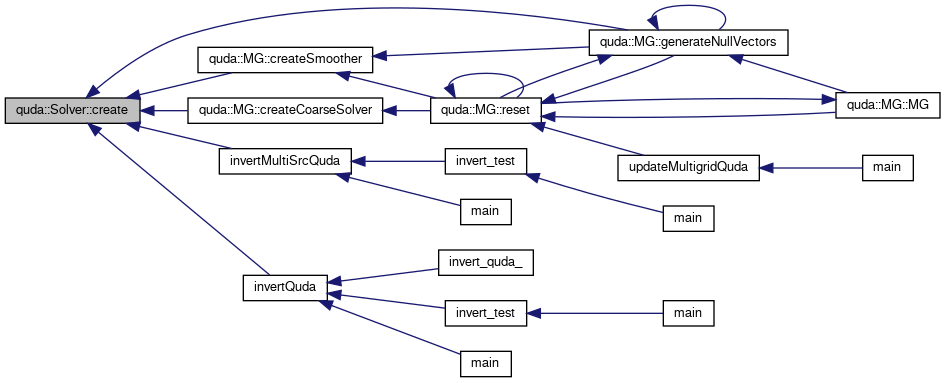 quda::MG::generateNullVectors
quda::MG::createSmoother
quda::Solver::create
quda::MG::createCoarseSolver
quda::MG::reset
quda::MG::MG
invertMultiSrcQuda
invert_test
updateMultigridQuda
main
main
main
invert_quda_
invertQuda
invert_test
main
main